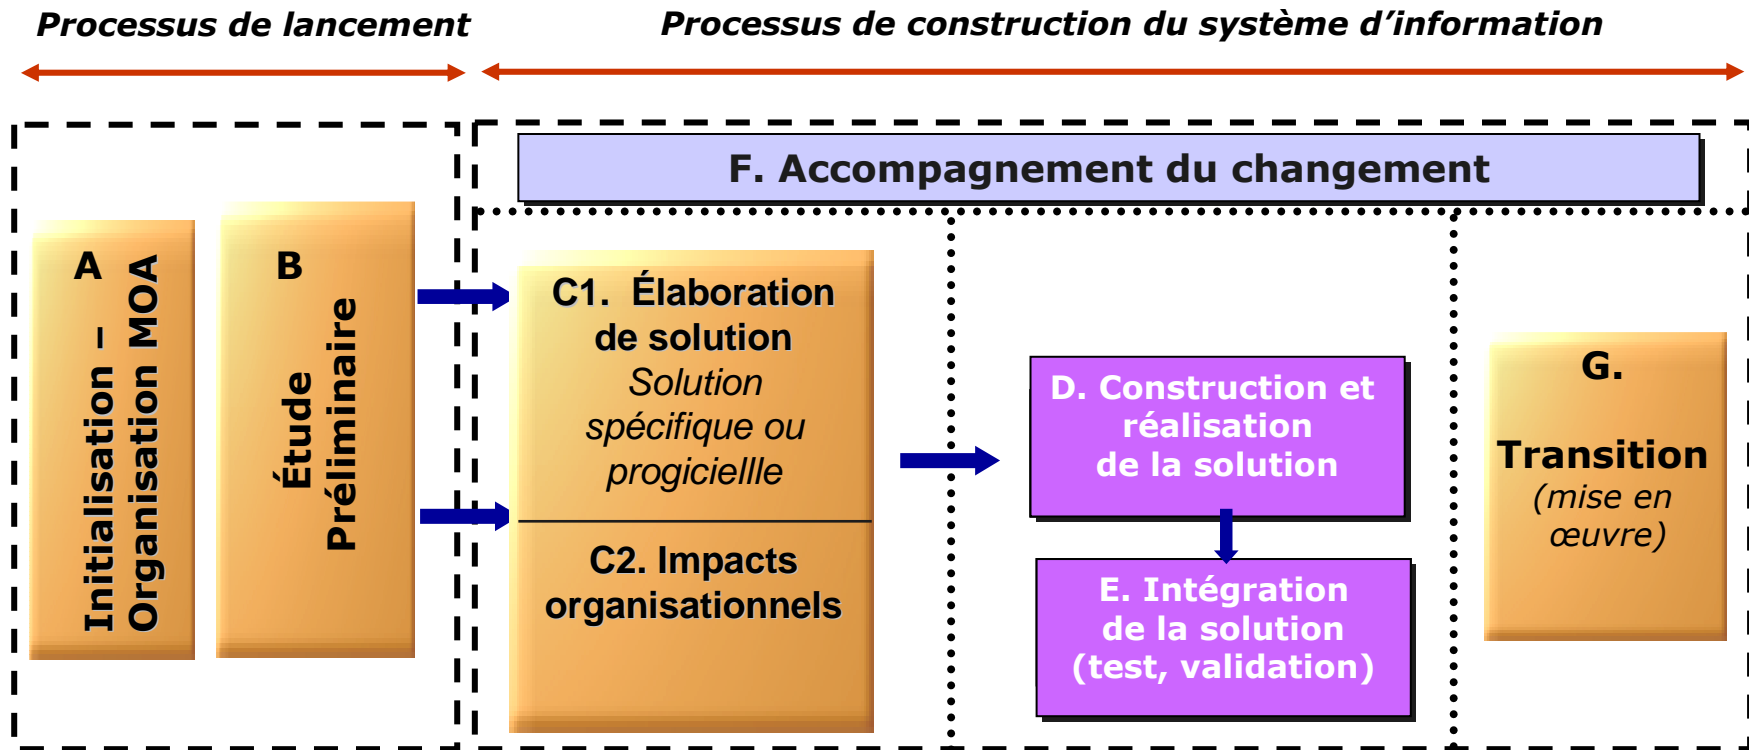 Processus de lancement
Processus de construction du système d’information
F. Accompagnement du changement
A
Initialisation –
Organisation MOA
B
Étude
Préliminaire
C1. Élaboration
de solution
Solution
spécifique ou
progiciellle
C2. Impacts
organisationnels
D. Construction et
réalisation
de la solution
E. Intégration
de la solution
(test, validation)
G.
Transition
(mise en
œuvre)